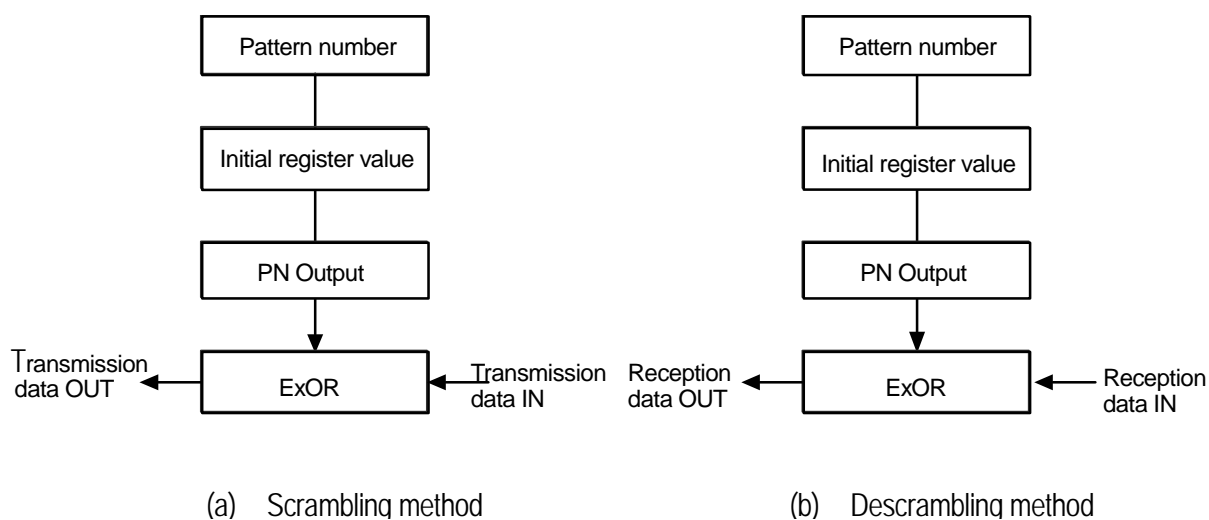 Pattern number
Initial register value
PN Output
ExOR
Transmission
data OUT
Transmission
data IN
(a) Scrambling method
Pattern number
Initial register value
PN Output
ExOR
Reception
data OUT
Reception
data IN
(b) Descrambling method